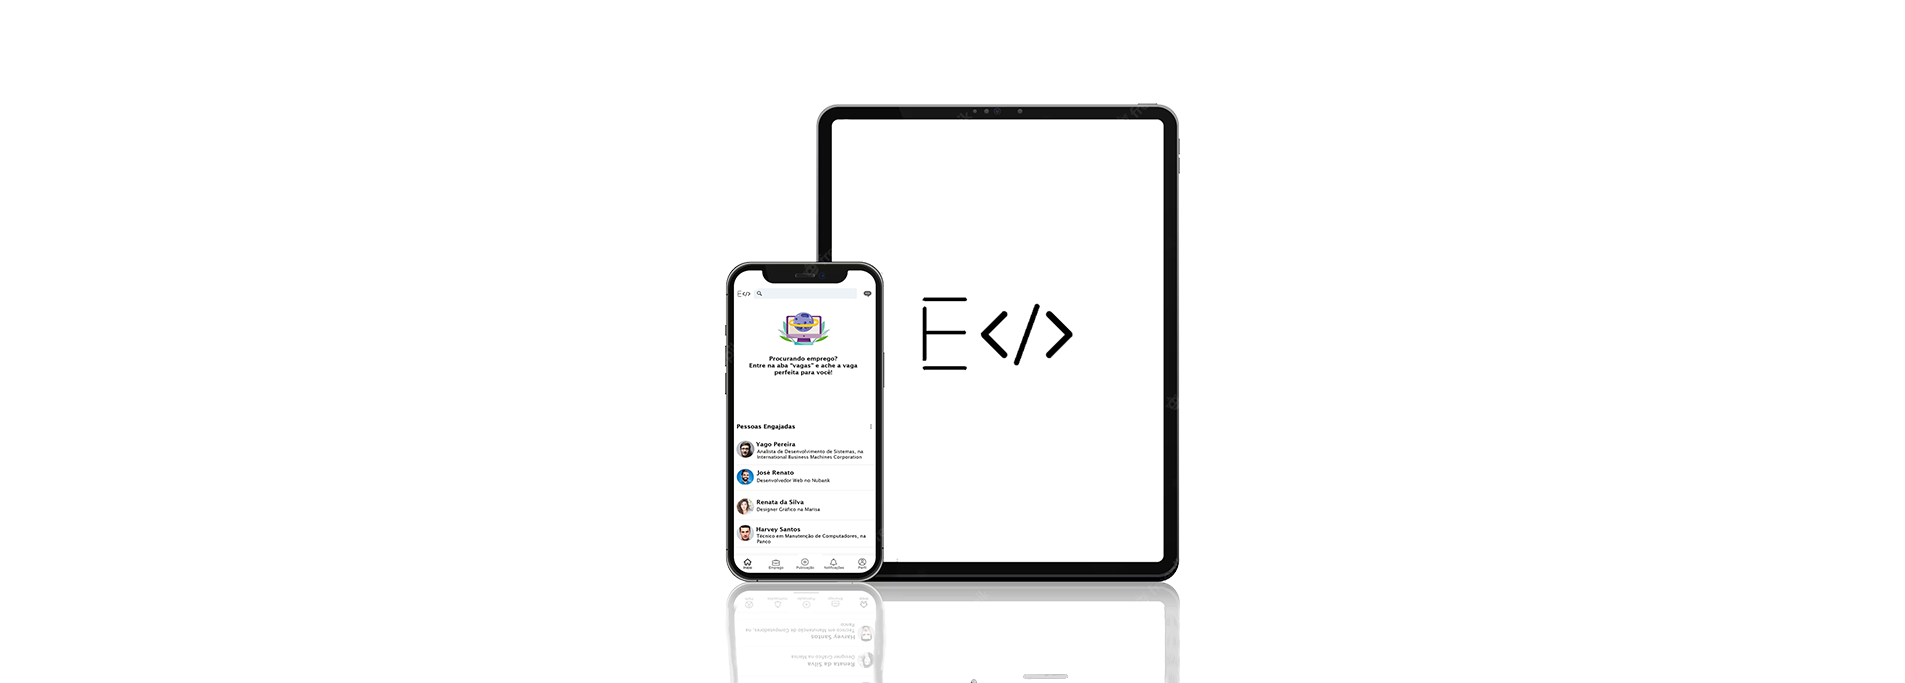 E</>
E</>
Procurando emprego?
Entre na aba "vagas" e ache a vaga
perfeita para você!
Pessoas Engajadas
Yago Pereira
Analista de Desenvolvimento de Sistemas, na
International Business Machines Corporation
José Renato
Desenvolvedor Web no Nubank
Renata da Silva
Designer Gráfico na Marisa
Harvey Santos
Técnico em Manutenção de Computadores, na
Panco
Início Emprego Publicação Notificações Perfil